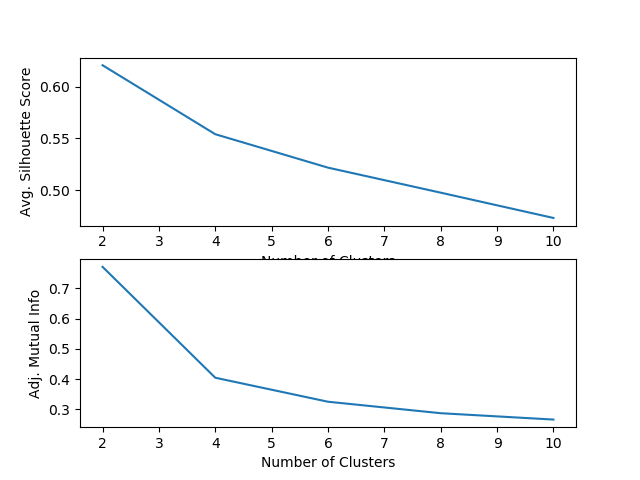 Avg. Silhouette Score
0.60
0.55
0.50
2 3 4 5 6 7 8 9 10
Number of Clusters
Adj. Mutual Info
0.7
0.6
0.5
0.4
0.3
2 3 4 5 6 7 8 9 10
Number of Clusters